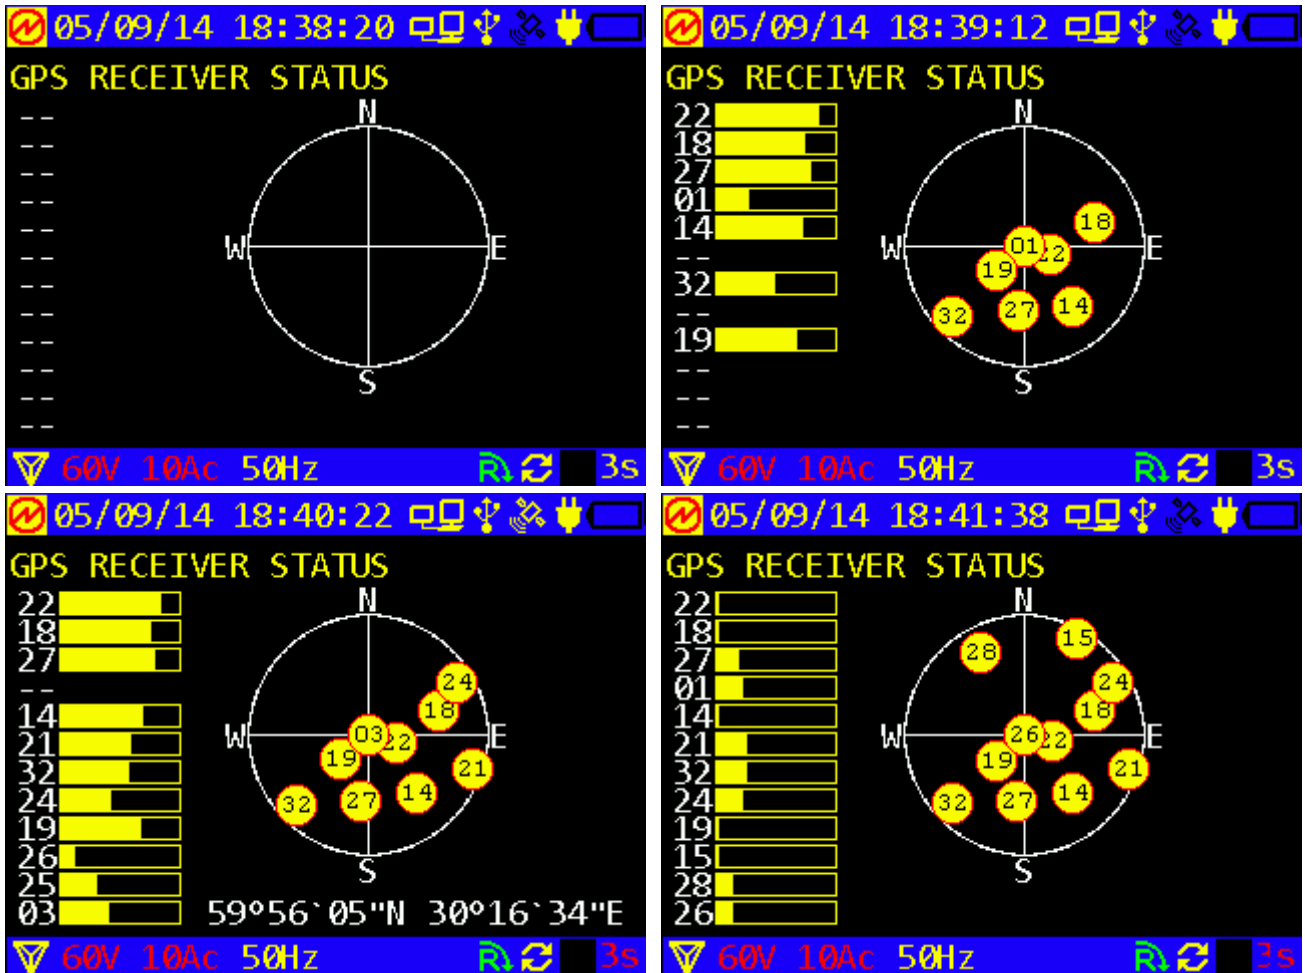 05/09/14 18:38:20
GPS RECEIVER STATUS
--
--
--
--
--
--
--
--
--
--
--
--
N
W
E
S
60V 10Ac 50Hz R 3s
05/09/14 18:39:12
GPS RECEIVER STATUS
22
18
27
01
14
--
32
--
19
--
--
--
N
18
W 01 22 E
19
32 27 14
S
60V 10Ac 50Hz R 3s
05/09/14 18:40:22
GPS RECEIVER STATUS
22
18
27
--
14
21
32
24
19
26
25
03
N
24
18
W 03 22 E
19 21
32 27 14
S
59º56`05"N 30º16`34"E
60V 10Ac 50Hz R 3s
05/09/14 18:41:38
GPS RECEIVER STATUS
22
18
27
01
14
21
32
24
19
15
28
26
N
28 15
24
18
W 26 22 E
19 21
32 27 14
S
60V 10Ac 50Hz R 3s